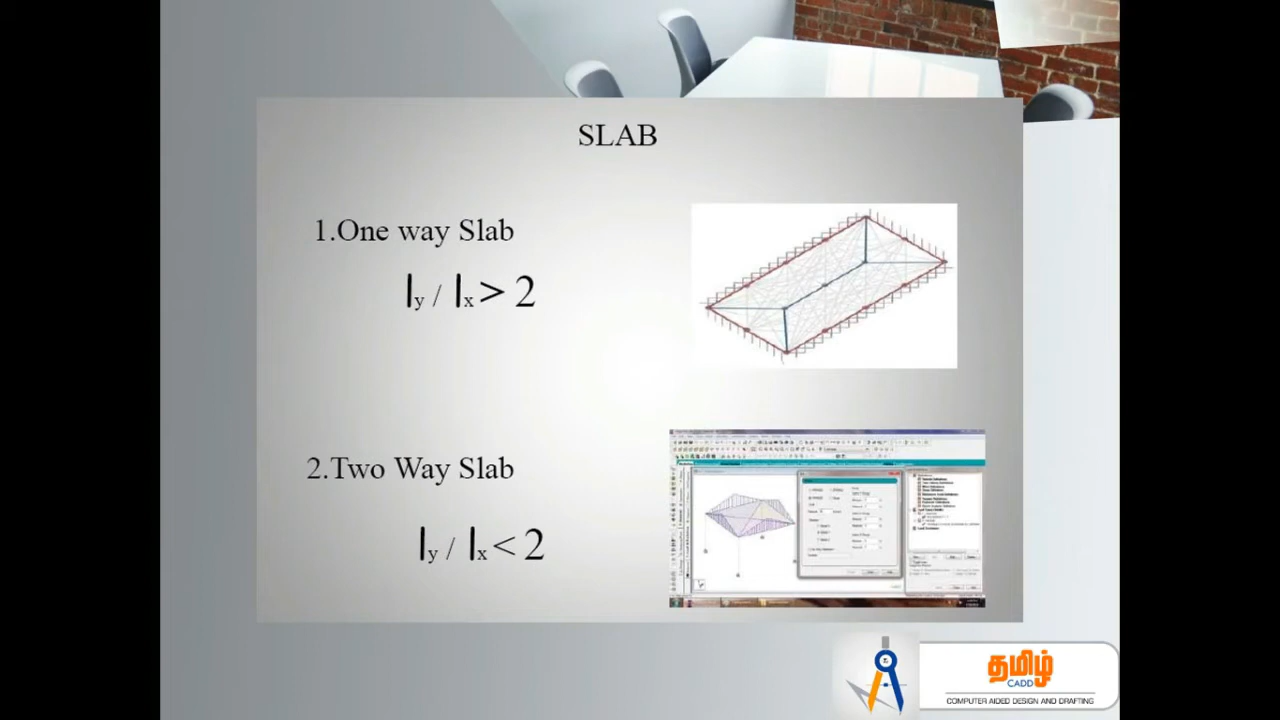 SLAB
1.One way Slab
ly / lx > 2
2.Two Way Slab
ly / lx < 2
தமிழ்
CADD
COMPUTER AIDED DESIGN AND DRAFTING